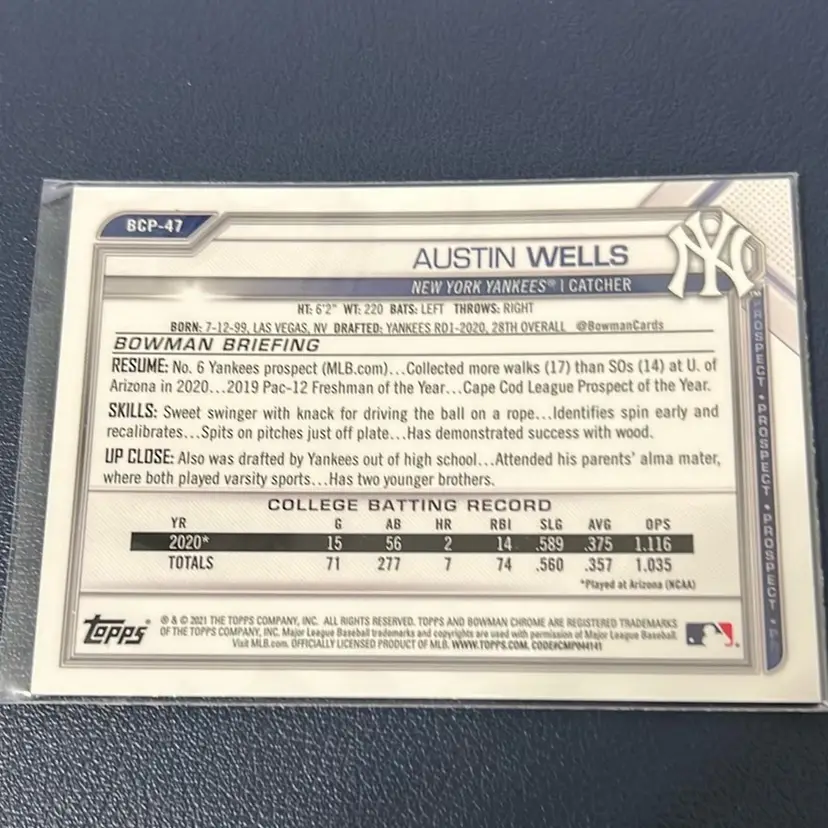 BCP-47
AUSTIN WELLS
NEW YORK YANKEES® | CATCHER
HT: 6'2" WT: 220 BATS: LEFT THROWS: RIGHT
BORN: 7-12-99, LAS VEGAS, NV DRAFTED: YANKEES RD1-2020, 28TH OVERALL @BowmanCards
BOWMAN BRIEFING
RESUME: No. 6 Yankees prospect (MLB.com)...Collected more walks (17) than SOs (14) at U. of
Arizona in 2020...2019 Pac-12 Freshman of the Year...Cape Cod League Prospect of the Year.
SKILLS: Sweet swinger with knack for driving the ball on a rope...Identifies spin early and
recalibrates...Spits on pitches just off plate...Has demonstrated success with wood.
UP CLOSE: Also was drafted by Yankees out of high school...Attended his parents' alma mater,
where both played varsity sports...Has two younger brothers.
COLLEGE BATTING RECORD
YR G AB HR RBI SLG AVG OPS
2020* 15 56 2 14 .589 .375 1.116
TOTALS 71 277 7 74 .560 .357 1.035
*Played at Arizona (NCAA)
topps
® & © 2021 THE TOPPS COMPANY, INC. ALL RIGHTS RESERVED. TOPPS AND BOWMAN CHROME ARE REGISTERED TRADEMARKS
OF THE TOPPS COMPANY, INC. Major League Baseball trademarks and copyrights are used with permission of Major League Baseball.
Visit MLB.com. OFFICIALLY LICENSED PRODUCT OF MLB. WWW.TOPPS.COM. CODE#CMP044141
NY
TM
PROSPECT • PROSPECT • PROSPECT • P